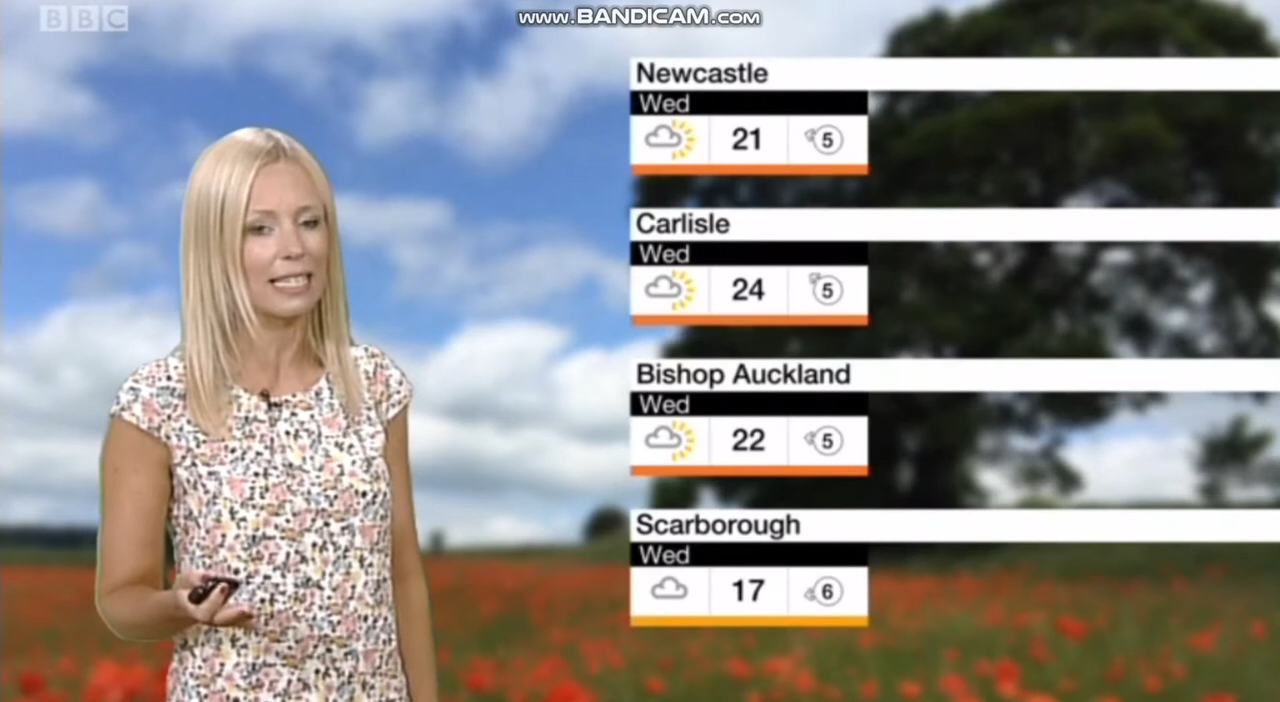 BBC
www.BANDICAM.com
Newcastle
Wed
21 5
Carlisle
Wed
24 5
Bishop Auckland
Wed
22 5
Scarborough
Wed
17 6